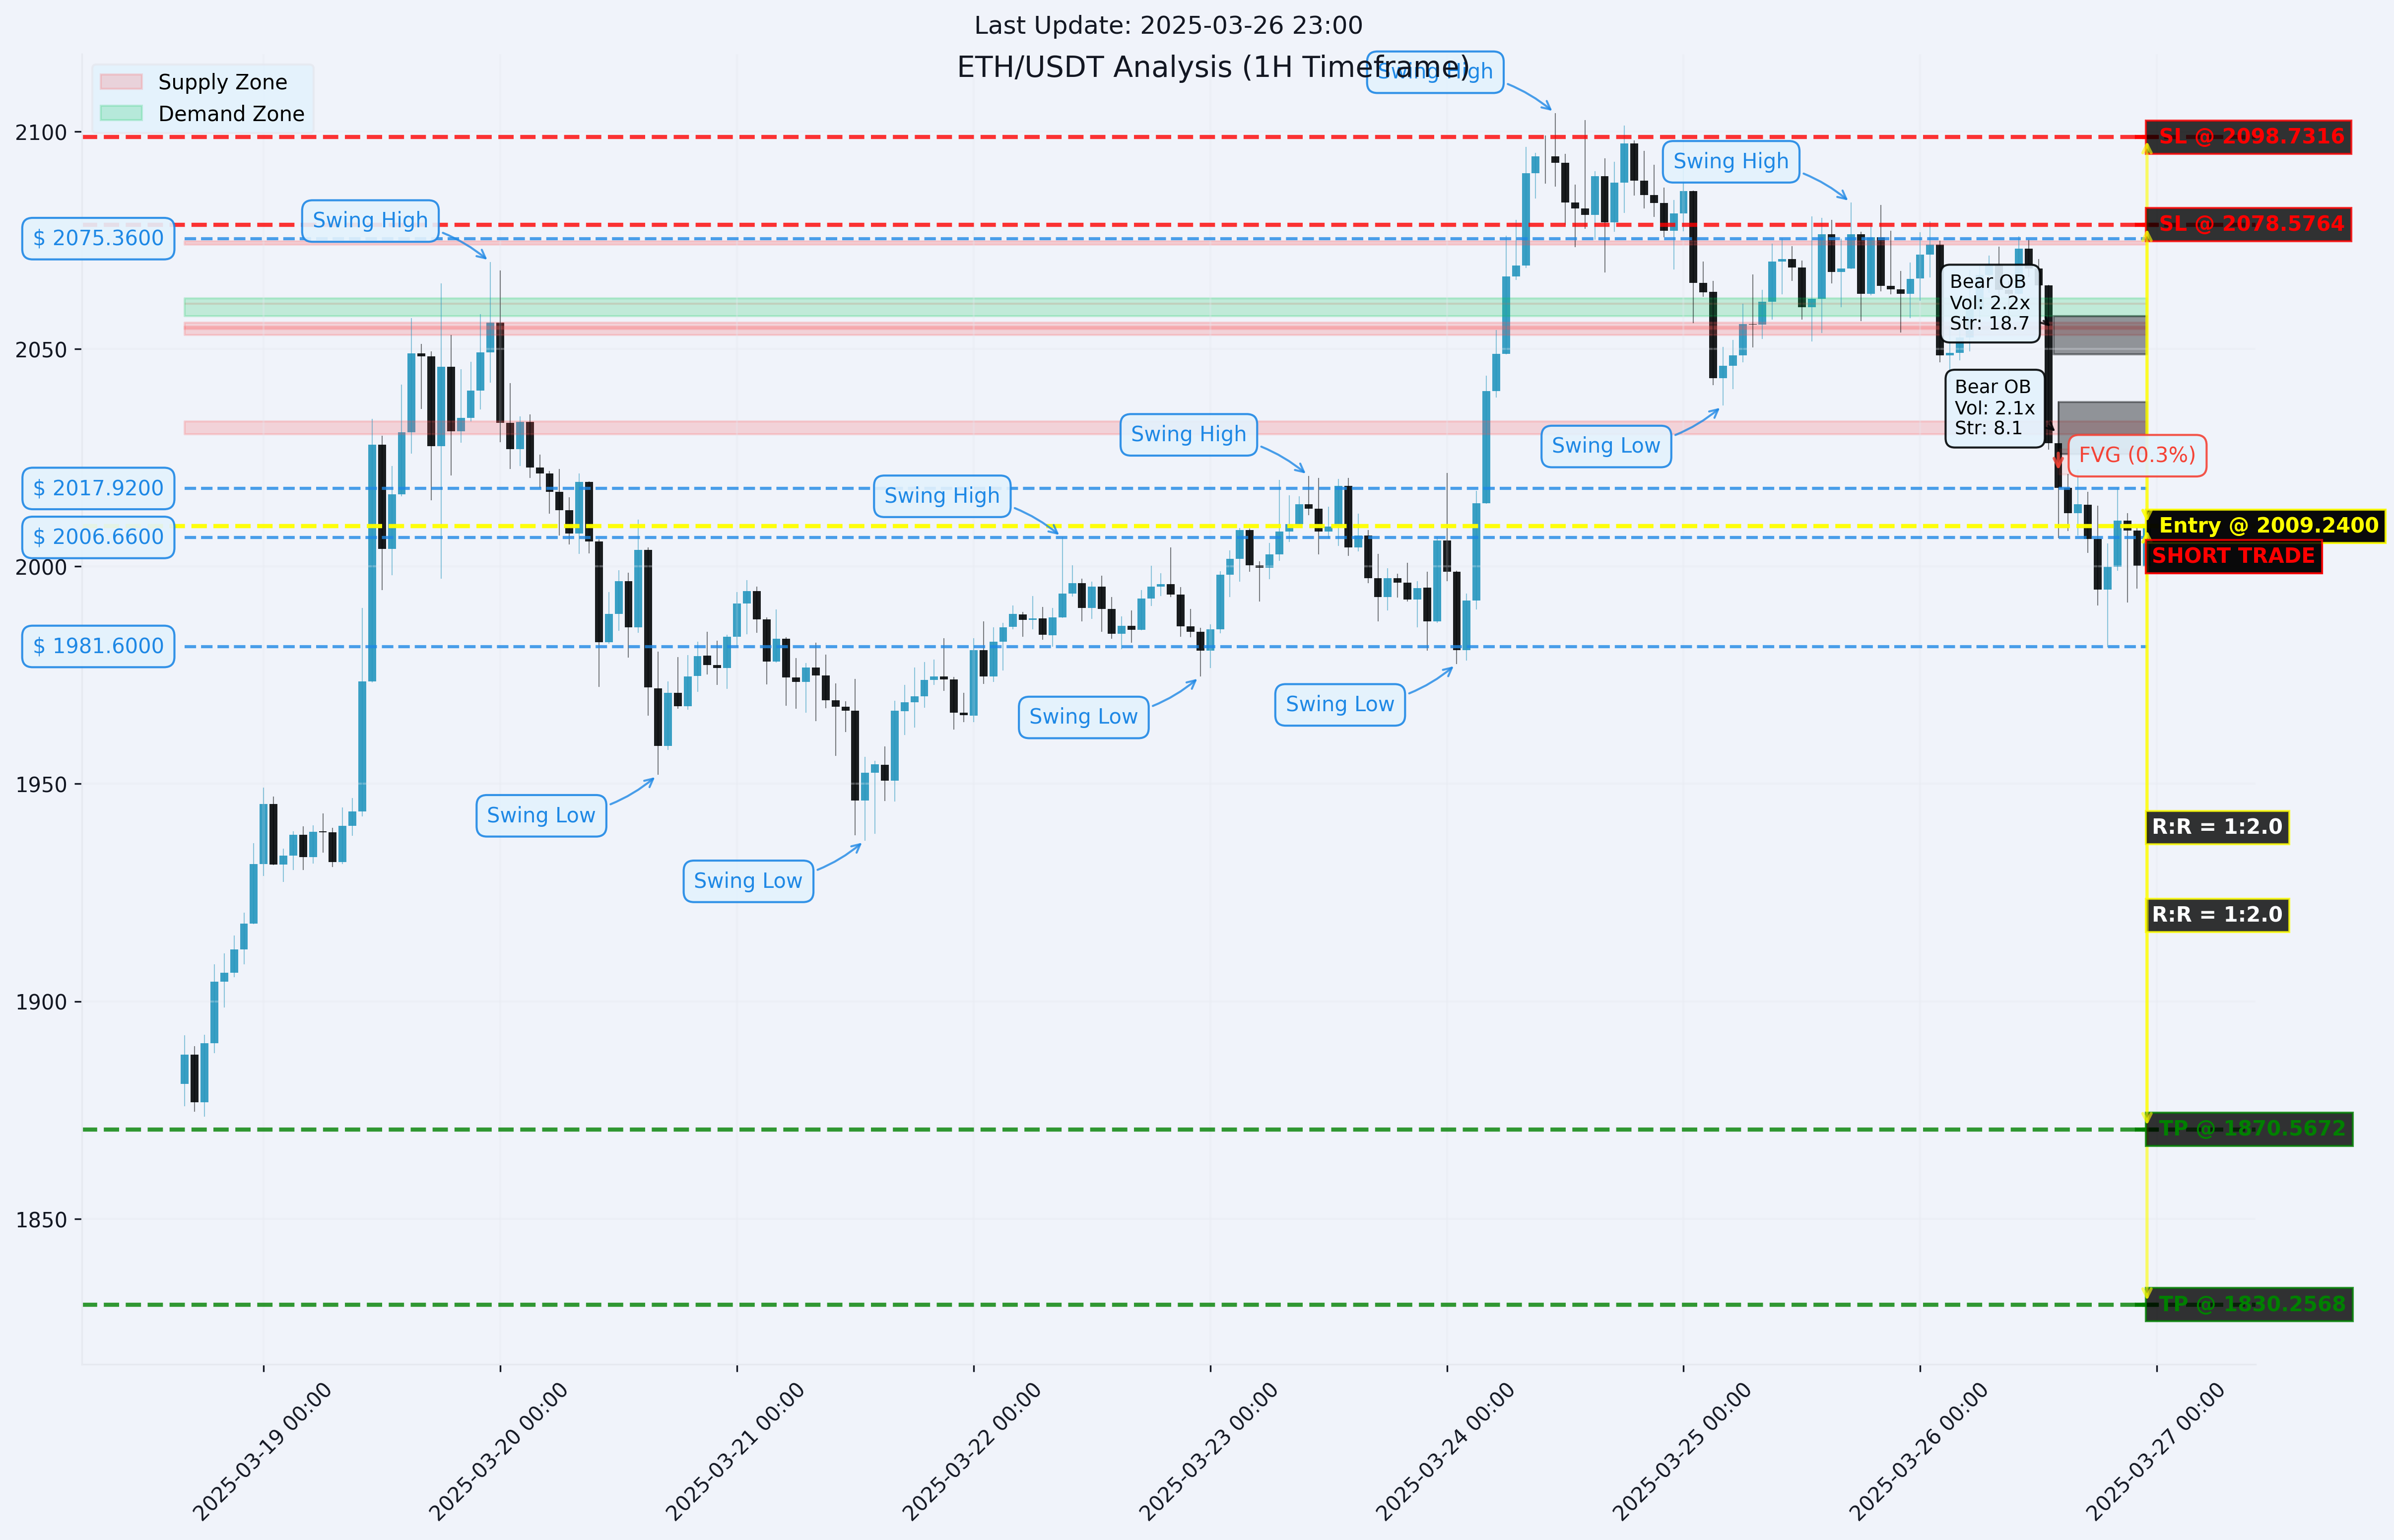 Last Update: 2025-03-26 23:00
ETH/USDT Analysis (1H Timeframe)
Swing High
Supply Zone
Demand Zone
2100
2050
2000
1950
1900
1850
SL @ 2098.7316
Swing High
Swing High
SL @ 2078.5764
$ 2075.3600
Bear OB
Vol: 2.2x
Str: 18.7
Bear OB
Vol: 2.1x
Str: 8.1
Swing High
Swing Low
FVG (0.3%)
$ 2017.9200
Swing High
Entry @ 2009.2400
$ 2006.6600
SHORT TRADE
$ 1981.6000
Swing Low
Swing Low
Swing Low
Swing Low
R:R = 1:2.0
R:R = 1:2.0
TP @ 1870.5672
TP @ 1830.2568
2025-03-19 00:00
2025-03-20 00:00
2025-03-21 00:00
2025-03-22 00:00
2025-03-23 00:00
2025-03-24 00:00
2025-03-25 00:00
2025-03-26 00:00
2025-03-27 00:00